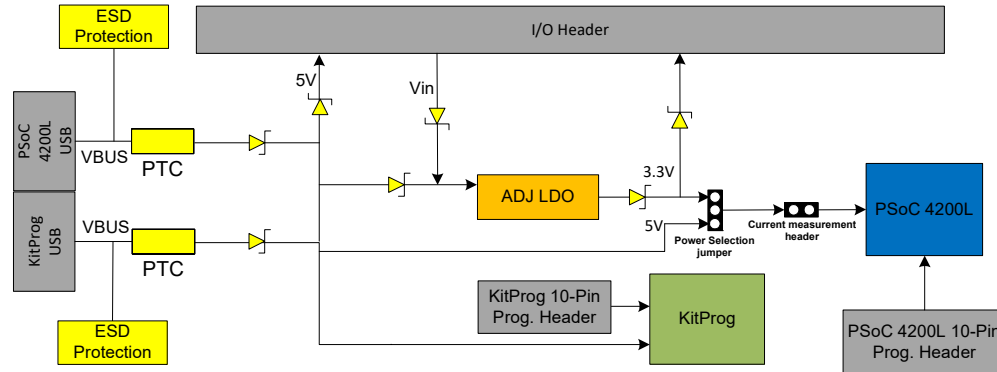 ESD
Protection
I/O Header
5V
Vin
PSoC
4200L
USB
VBUS
PTC
3.3V
ADJ LDO
PSoC 4200L
KitProg
USB
VBUS
PTC
5V
Power Selection
jumper
Current measurement
header
KitProg 10-Pin
Prog. Header
KitProg
ESD
Protection
PSoC 4200L 10-Pin
Prog. Header